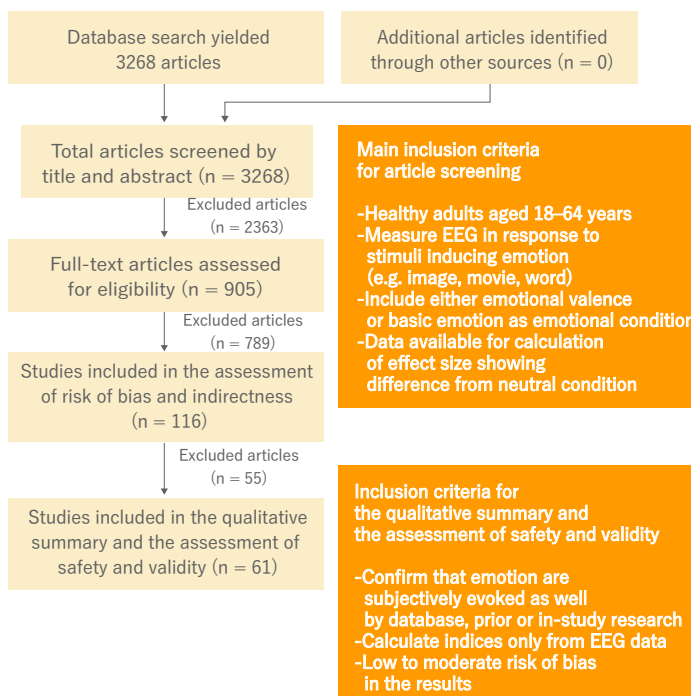 Database search yielded
3268 articles
Additional articles identified
through other sources (n = 0)
Total articles screened by
title and abstract (n = 3268)
Excluded articles
(n = 2363)
Full-text articles assessed
for eligibility (n = 905)
Excluded articles
(n = 789)
Studies included in the assessment
of risk of bias and indirectness
(n = 116)
Excluded articles
(n = 55)
Studies included in the qualitative
summary and the assessment of
safety and validity (n = 61)
Main inclusion criteria
for article screening
-Healthy adults aged 18–64 years
-Measure EEG in response to
stimuli inducing emotion
(e.g. image, movie, word)
-Include either emotional valence
or basic emotion as emotional condition
-Data available for calculation
of effect size showing
difference from neutral condition
Inclusion criteria for
the qualitative summary and
the assessment of safety and validity
-Confirm that emotion are
subjectively evoked as well
by database, prior or in-study research
-Calculate indices only from EEG data
-Low to moderate risk of bias
in the results